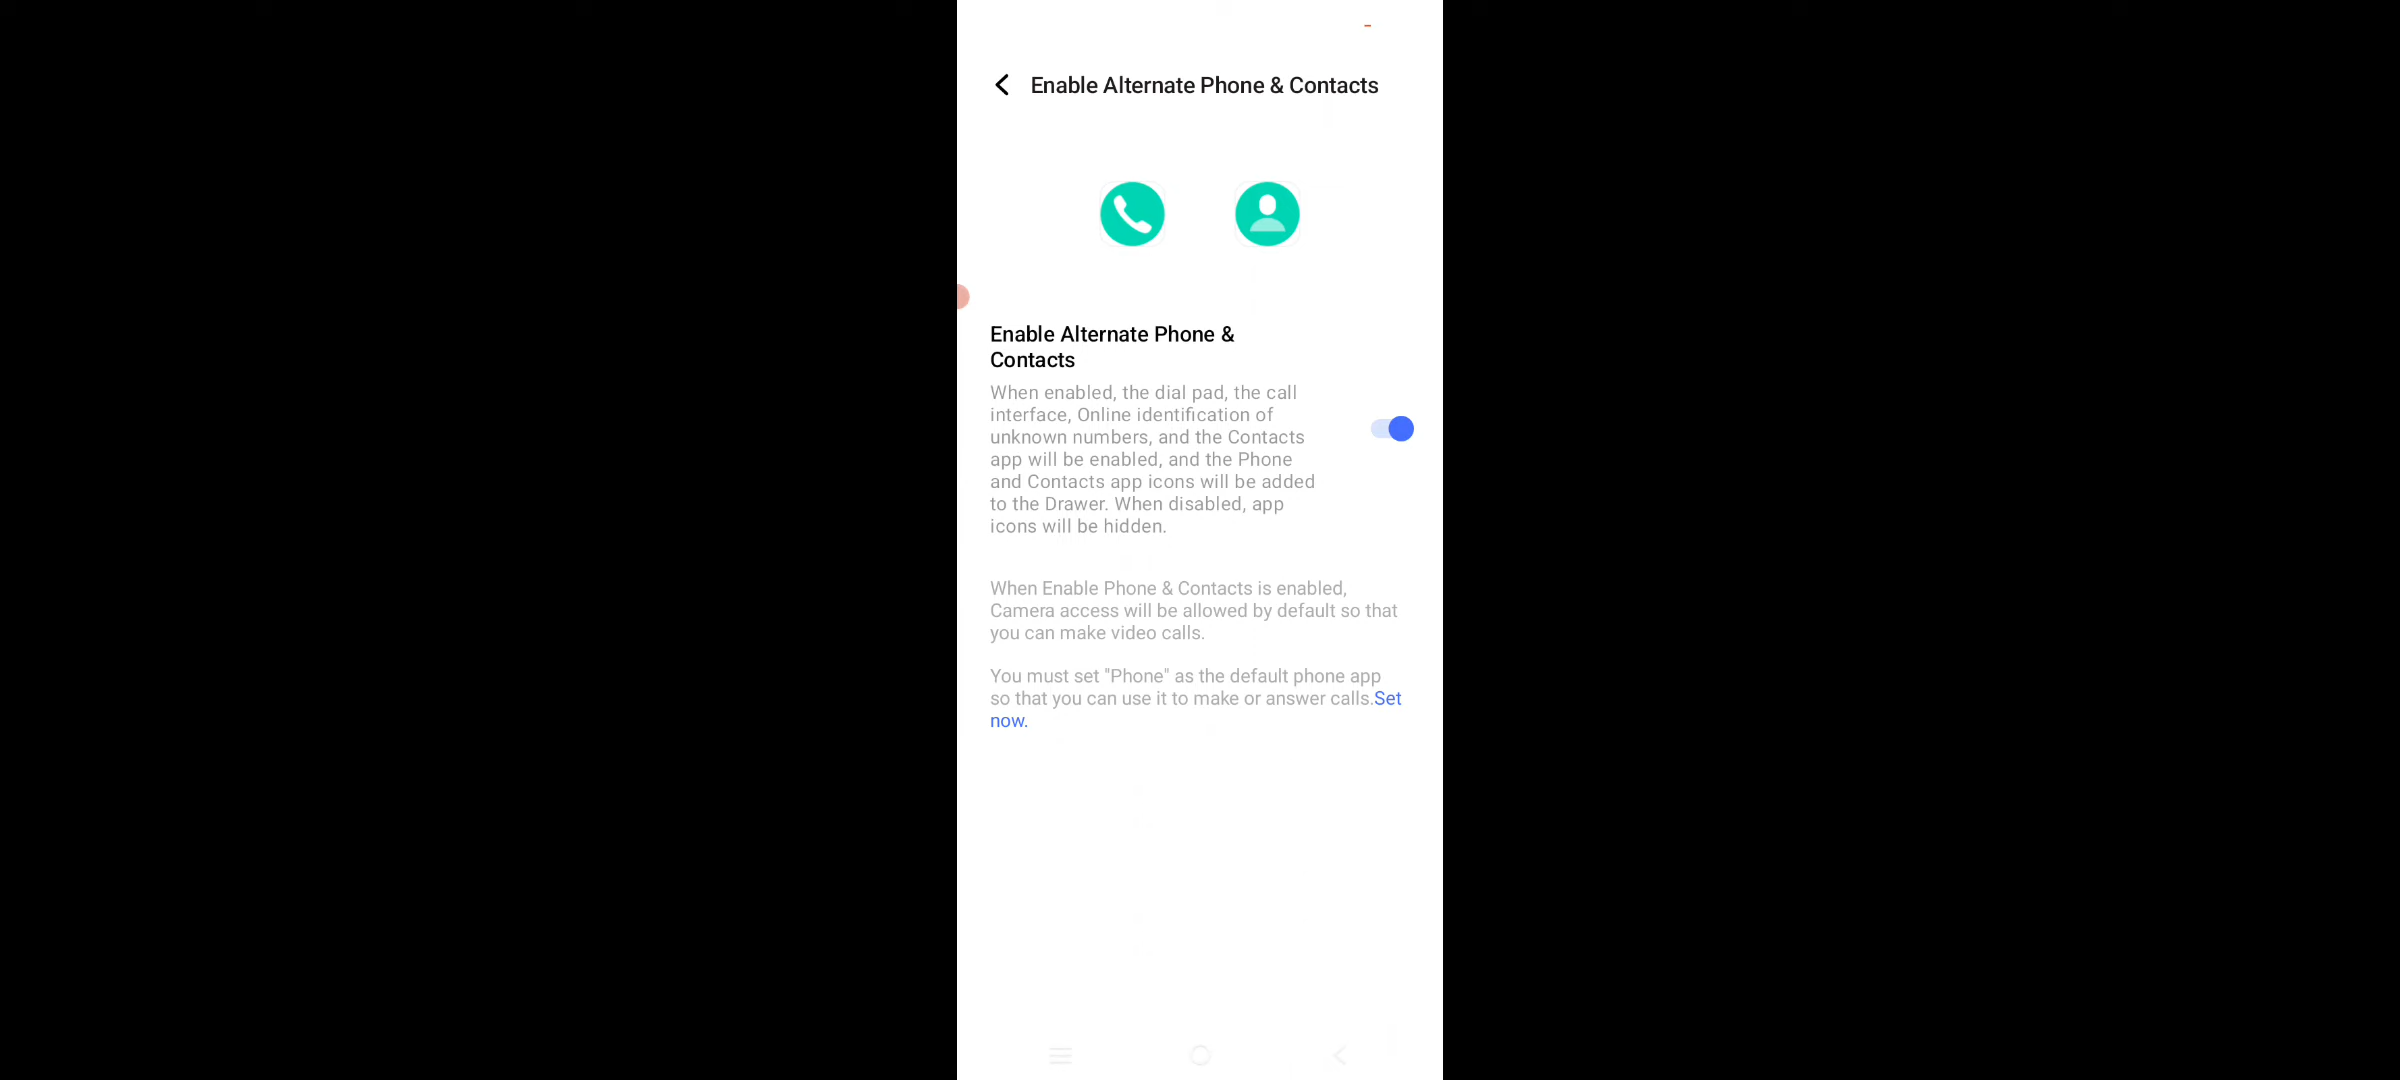 Enable Alternate Phone & Contacts
Enable Alternate Phone &
Contacts
When enabled, the dial pad, the call
interface, Online identification of
unknown numbers, and the Contacts
app will be enabled, and the Phone
and Contacts app icons will be added
to the Drawer. When disabled, app
icons will be hidden.
When Enable Phone & Contacts is enabled,
Camera access will be allowed by default so that
you can make video calls.
You must set "Phone" as the default phone app
so that you can use it to make or answer calls.Set
now.